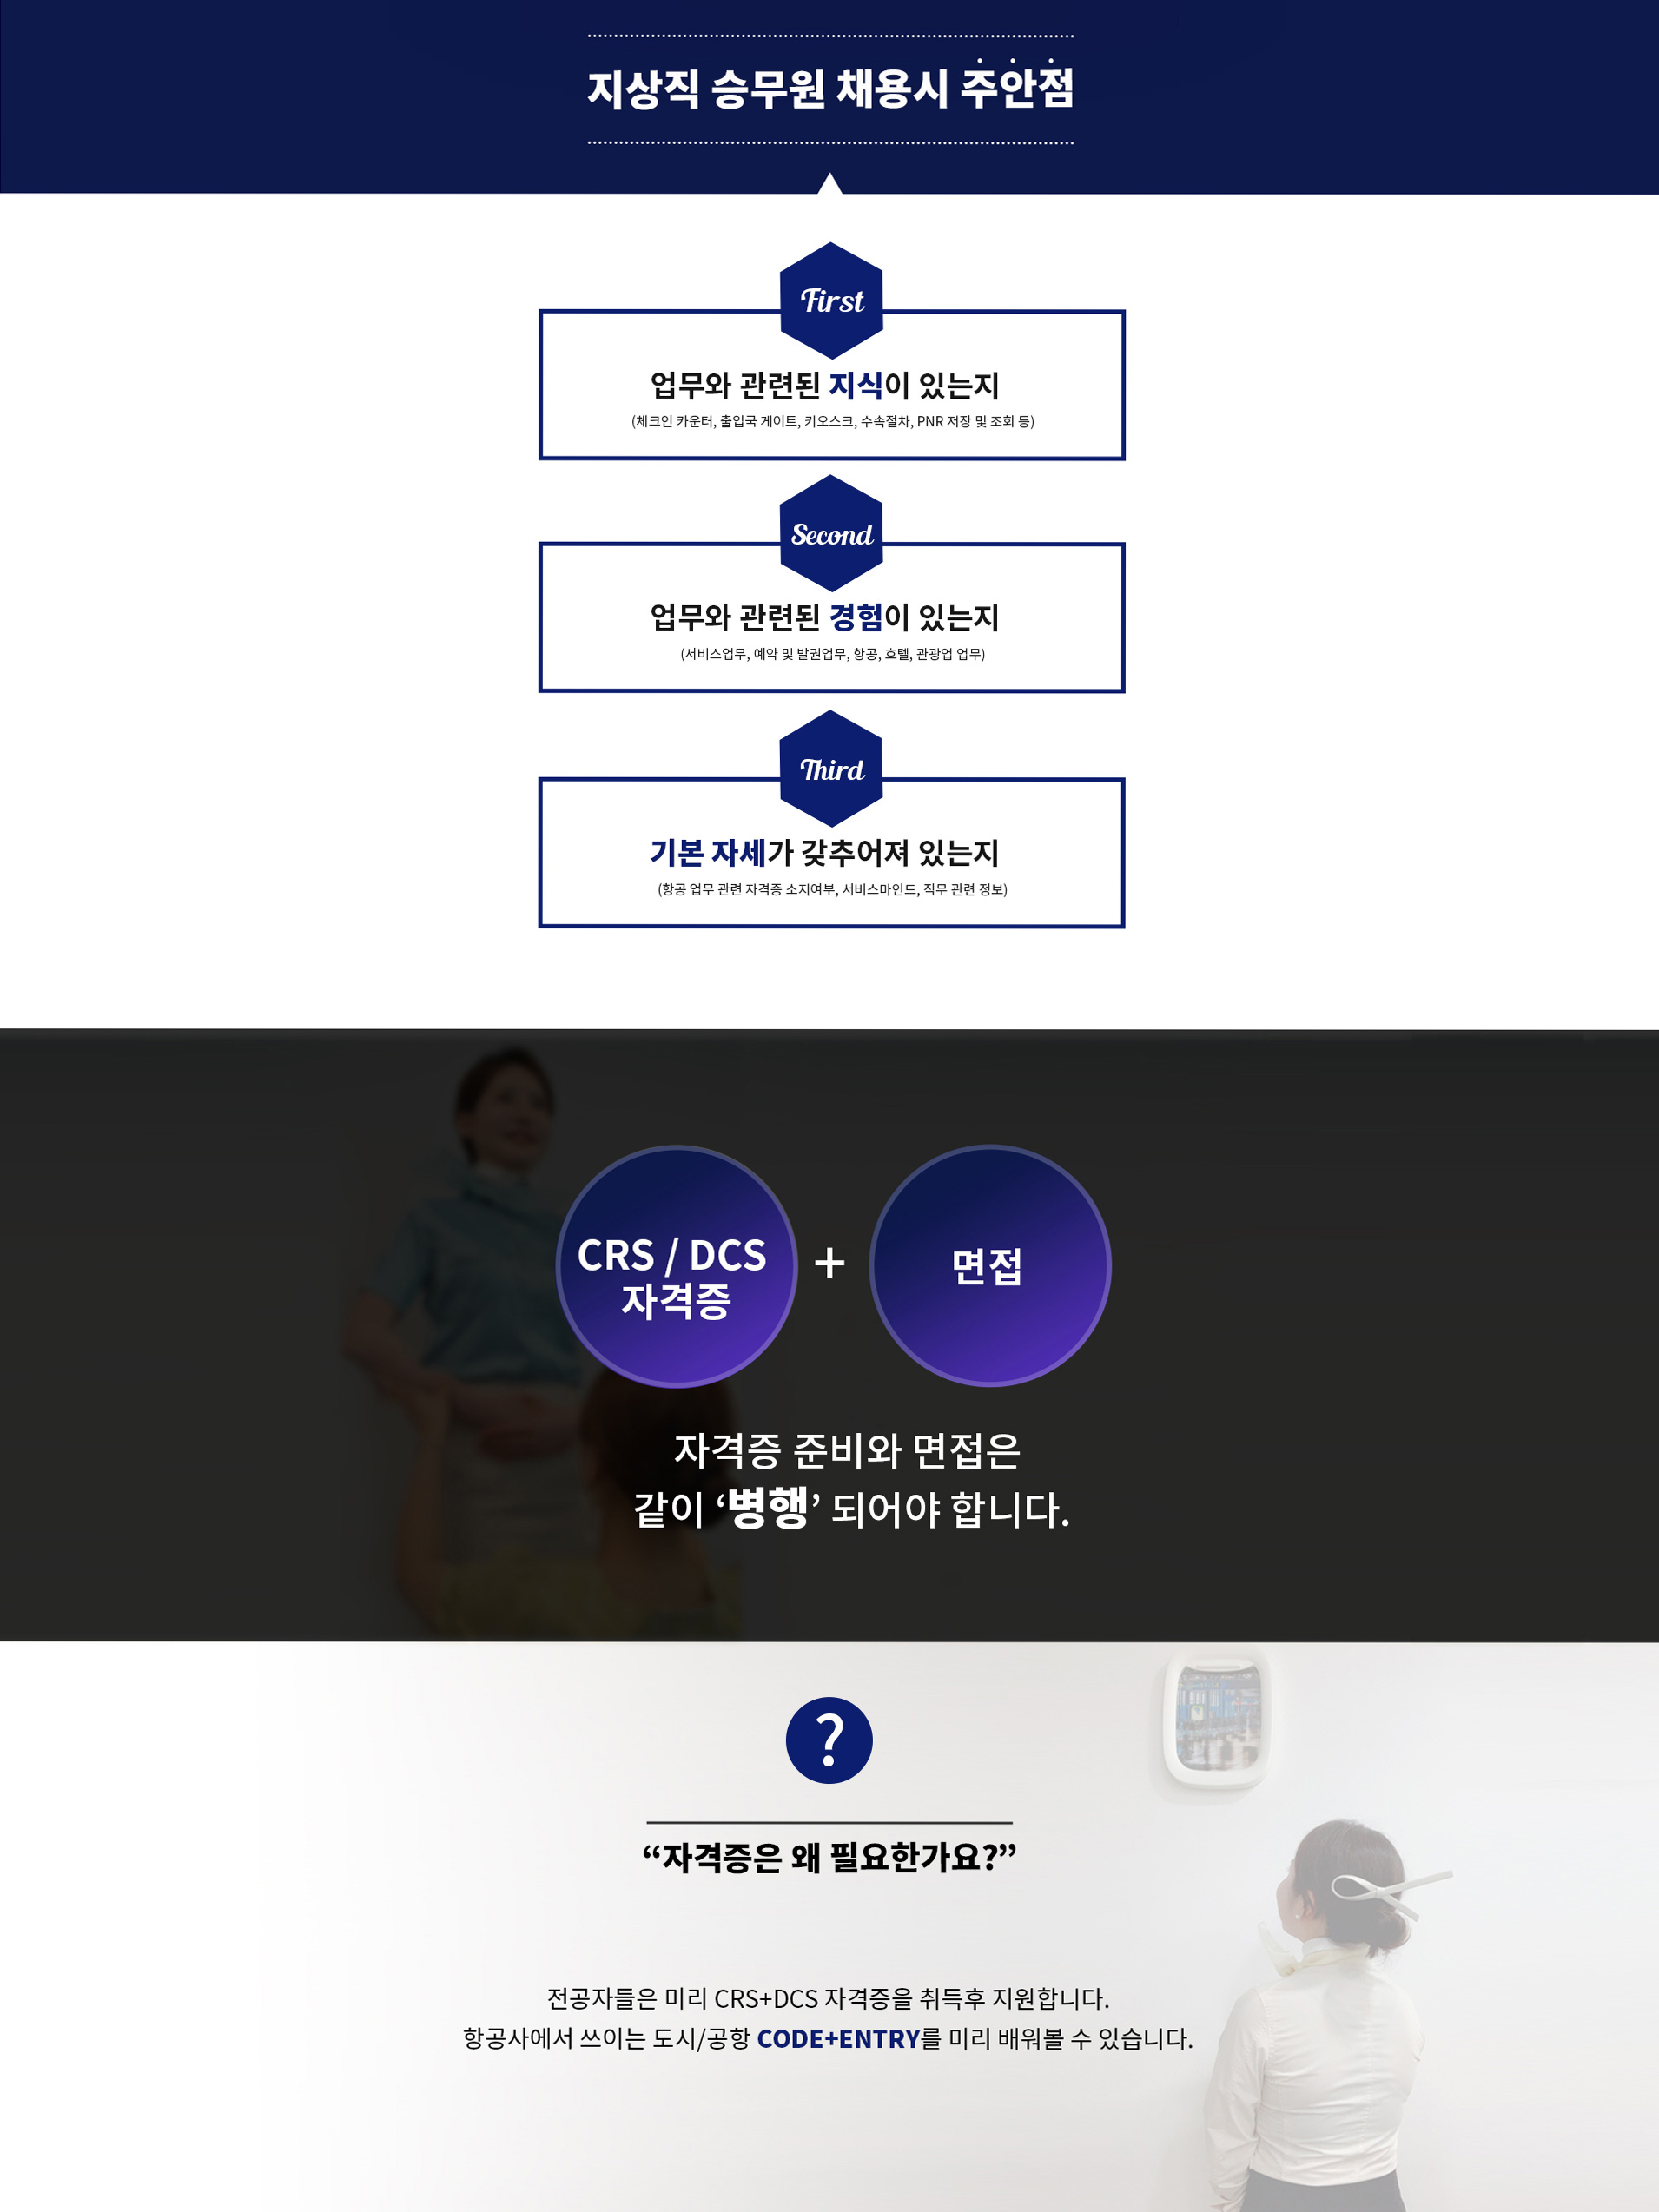 지상직 승무원 채용시 주안점
First
업무와 관련된 지식이 있는지
(체크인 카운터, 출입국 게이트, 키오스크, 수속절차, PNR 저장 및 조회 등)
Second
업무와 관련된 경험이 있는지
(서비스업무, 예약 및 발권업무, 항공, 호텔, 관광업 업무)
Third
기본 자세가 갖추어져 있는지
(항공 업무 관련 자격증 소지여부, 서비스마인드, 직무 관련 정보)
CRS / DCS
자격증
+
면접
자격증 준비와 면접은
같이 ‘병행’ 되어야 합니다.
?
“자격증은 왜 필요한가요?”
전공자들은 미리 CRS+DCS 자격증을 취득후 지원합니다.
항공사에서 쓰이는 도시/공항 CODE+ENTRY를 미리 배워볼 수 있습니다.